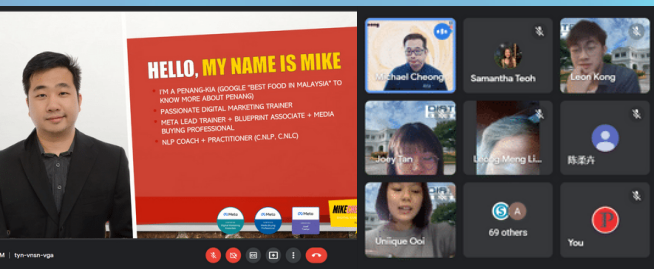 HELLO, MY NAME IS MIKE
I'M A PENANG-KIA (GOOGLE "BEST FOOD IN MALAYSIA" TO
KNOW MORE ABOUT PENANG)
PASSIONATE DIGITAL MARKETING TRAINER
META LEAD TRAINER + BLUEPRINT ASSOCIATE + MEDIA
BUYING PROFESSIONAL
NLP COACH + PRACTITIONER (C.NLP, C.NLC)
Meta
Meta
Meta
MIKE
M | tyn-vnsn-vga
Michael Cheong
Samantha Teoh
Leon Kong
Joey Tan
Leong Meng Li...
陈柔卉
Uniique Ooi
S
A
69 others
P
You